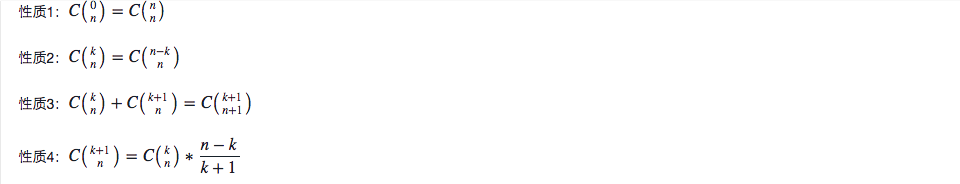 性质1：C(0 n) = C(n n)
性质2：C(k n) = C(n−k n)
性质3：C(k n) + C(k+1 n) = C(k+1 n+1)
性质4：C(k+1 n) = C(k n) * (n − k)/(k + 1)